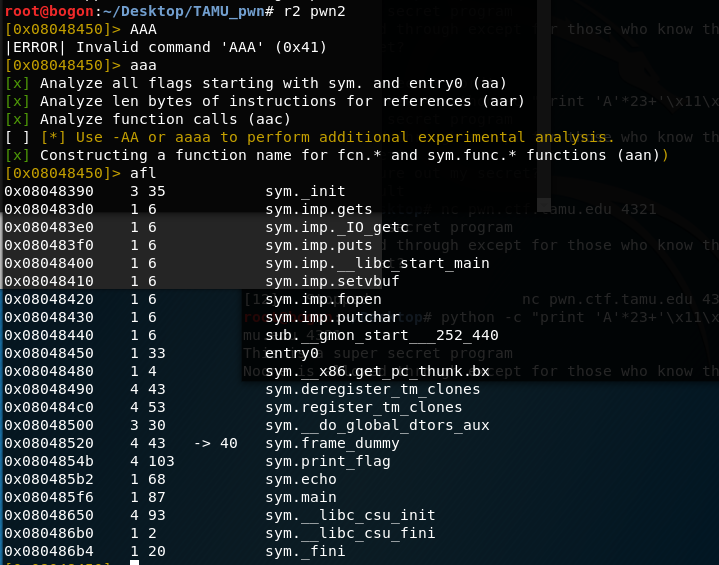 root@bogon:~/Desktop/TAMU_pwn# r2 pwn2
[0x08048450]> AAA
|ERROR| Invalid command 'AAA' (0x41)
[0x08048450]> aaa
[x] Analyze all flags starting with sym. and entry0 (aa)
[x] Analyze len bytes of instructions for references (aar)
[x] Analyze function calls (aac)
[ ] [*] Use -AA or aaaa to perform additional experimental analysis.
[x] Constructing a function name for fcn.* and sym.func.* functions (aan))
[0x08048450]> afl
0x08048390    3 35           sym._init
0x080483d0    1 6            sym.imp.gets
0x080483e0    1 6            sym.imp._IO_getc
0x080483f0    1 6            sym.imp.puts
0x08048400    1 6            sym.imp.__libc_start_main
0x08048410    1 6            sym.imp.setvbuf
0x08048420    1 6            sym.imp.fopen
0x08048430    1 6            sym.imp.putchar
0x08048440    1 6            sub.__gmon_start___252_440
0x08048450    1 33           entry0
0x08048480    1 4            sym.__x86.get_pc_thunk.bx
0x08048490    4 43           sym.deregister_tm_clones
0x080484c0    4 53           sym.register_tm_clones
0x08048500    3 30           sym.__do_global_dtors_aux
0x08048520    4 43   -> 40   sym.frame_dummy
0x0804854b    4 103          sym.print_flag
0x080485b2    1 68           sym.echo
0x080485f6    1 87           sym.main
0x08048650    4 93           sym.__libc_csu_init
0x080486b0    1 2            sym.__libc_csu_fini
0x080486b4    1 20           sym._fini